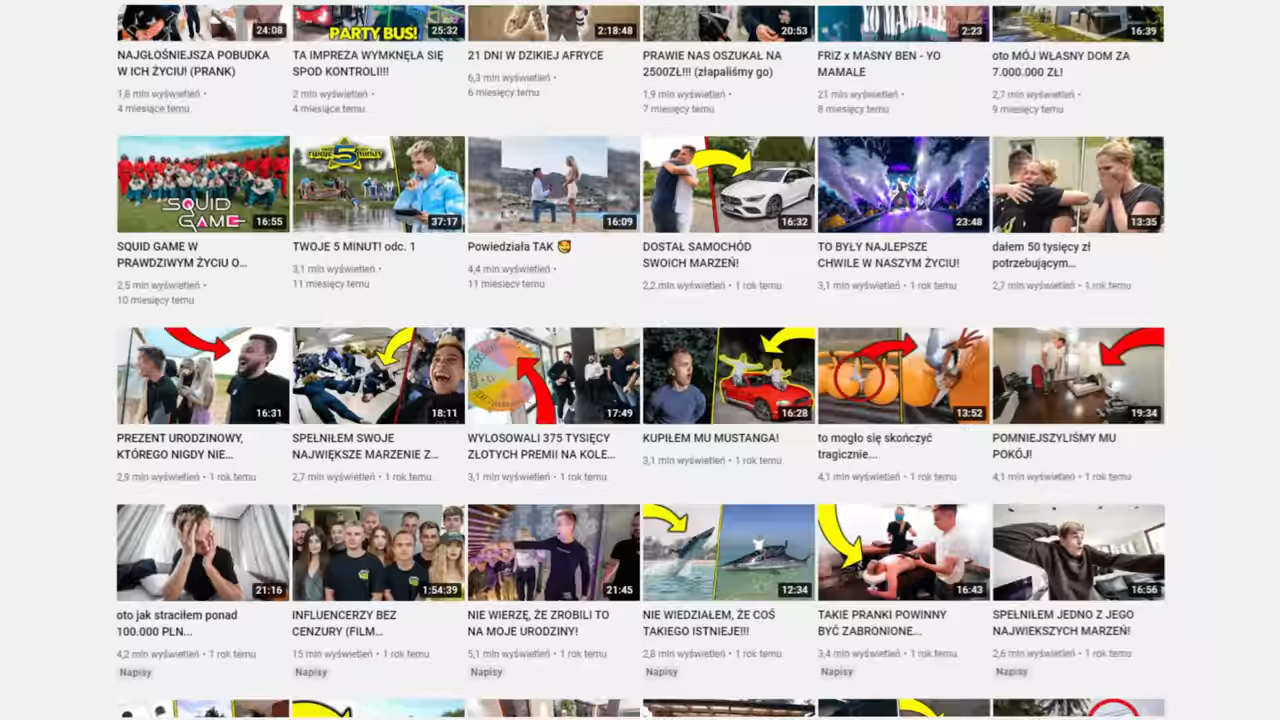 24:08
PARTY BUS!
25:32
2:18:48
20:53
YO MAMALE
2:23
16:39
NAJGŁOŚNIEJSZA POBUDKA
W ICH ŻYCIU! (PRANK)
1,8 mln wyświetleń •
4 miesiące temu
TA IMPREZA WYMKNĘŁA SIĘ
SPOD KONTROLI!!!
2 mln wyświetleń •
4 miesiące temu
21 DNI W DZIKIEJ AFRYCE
6,3 mln wyświetleń •
6 miesięcy temu
PRAWIE NAS OSZUKAŁ NA
2500ZŁ!!! (złapaliśmy go)
1,9 mln wyświetleń •
7 miesięcy temu
FRIZ x MASNY BEN - YO
MAMALE
21 mln wyświetleń •
8 miesięcy temu
oto MÓJ WŁASNY DOM ZA
7.000.000 ZŁ!
2,7 mln wyświetleń •
9 miesięcy temu
SQUID
GAME
16:55
TWOJE 5 MINUT
37:17
16:09
16:32
23:48
13:35
SQUID GAME W
PRAWDZIWYM ŻYCIU O...
2,5 mln wyświetleń •
10 miesięcy temu
TWOJE 5 MINUT! odc. 1
3,1 mln wyświetleń •
11 miesięcy temu
Powiedziała TAK 🤩
4,4 mln wyświetleń •
11 miesięcy temu
DOSTAŁ SAMOCHÓD
SWOICH MARZEŃ!
2,2 mln wyświetleń • 1 rok temu
TO BYŁY NAJLEPSZE
CHWILE W NASZYM ŻYCIU!
3,1 mln wyświetleń • 1 rok temu
dałem 50 tysięcy zł
potrzebującym...
2,7 mln wyświetleń • 1 rok temu
16:31
18:11
17:49
16:28
13:52
19:34
PREZENT URODZINOWY,
KTÓREGO NIGDY NIE...
2,9 mln wyświetleń • 1 rok temu
SPEŁNIŁEM SWOJE
NAJWIĘKSZE MARZENIE Z...
2,7 mln wyświetleń • 1 rok temu
WYLOSOWALI 375 TYSIĘCY
ZŁOTYCH PREMII NA KOLE...
3,1 mln wyświetleń • 1 rok temu
KUPIŁEM MU MUSTANGA!
3,1 mln wyświetleń • 1 rok temu
to mogło się skończyć
tragicznie...
4,1 mln wyświetleń • 1 rok temu
POMNIEJSZYLIŚMY MU
POKÓJ!
4,1 mln wyświetleń • 1 rok temu
21:16
1:54:39
21:45
12:34
16:43
16:56
oto jak straciłem ponad
100.000 PLN...
4,2 mln wyświetleń • 1 rok temu
Napisy
INFLUENCERZY BEZ
CENZURY (FILM...
15 mln wyświetleń • 1 rok temu
Napisy
NIE WIERZĘ, ŻE ZROBILI TO
NA MOJE URODZINY!
5,1 mln wyświetleń • 1 rok temu
Napisy
NIE WIEDZIAŁEM, ŻE COŚ
TAKIEGO ISTNIEJE!!!
2,8 mln wyświetleń • 1 rok temu
Napisy
TAKIE PRANKI POWINNY
BYĆ ZABRONIONE...
3,4 mln wyświetleń • 1 rok temu
Napisy
SPEŁNIŁEM JEDNO Z JEGO
NAJWIEKSZYCH MARZEŃ!
2,6 mln wyświetleń • 1 rok temu
Napisy